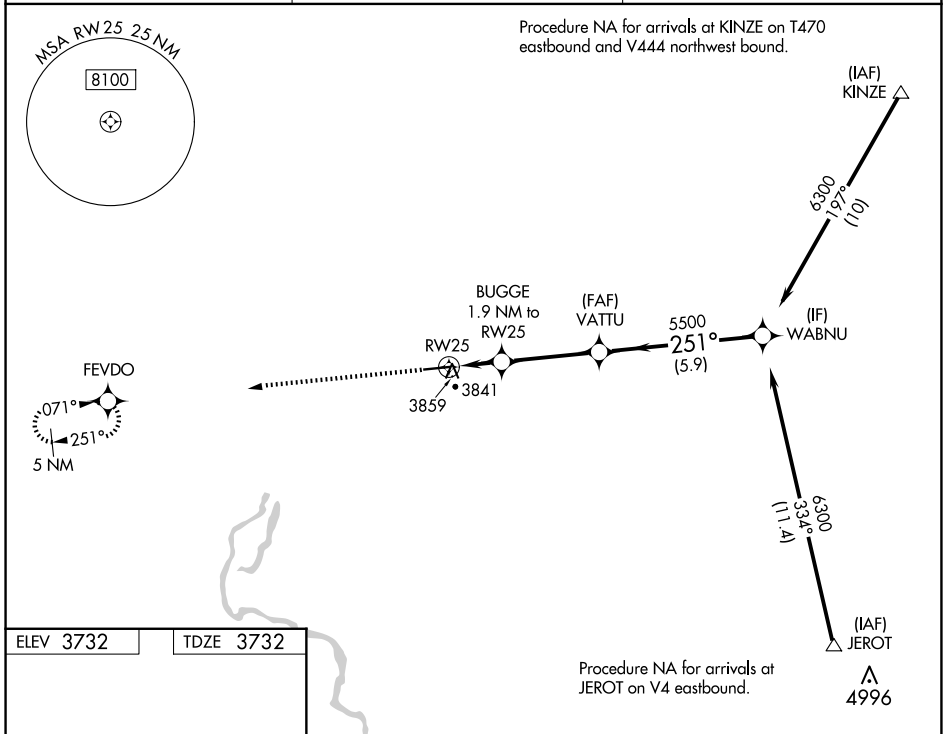 Procedure NA for arrivals at KINZE on T470
eastbound and V444 northwest bound.
MSA RW25 25 NM
8100
(IAF)
KINZE
6300
197°
(10)
BUGGE
1.9 NM to
RW25
(FAF)
VATTU
5500
251°
(5.9)
(IF)
WABNU
RW25
3841
3859
FEVDO
071°
251°
5 NM
6300
334°
(11.4)
(IAF)
JEROT
4996
Procedure NA for arrivals at
JEROT on V4 eastbound.
ELEV 3732
TDZE 3732